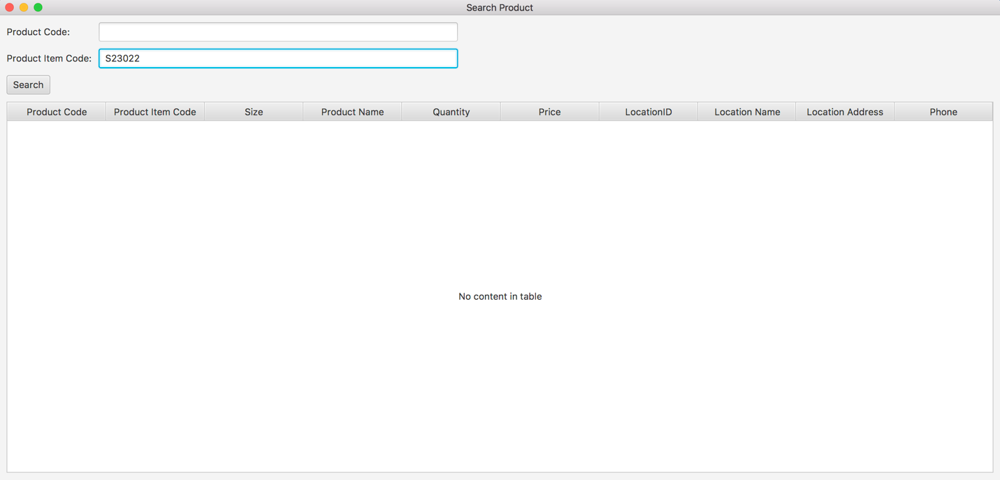 Search Product
Product Code:
Product Item Code: S23022
Search
Product Code Product Item Code Size Product Name Quantity Price LocationID Location Name Location Address Phone
No content in table